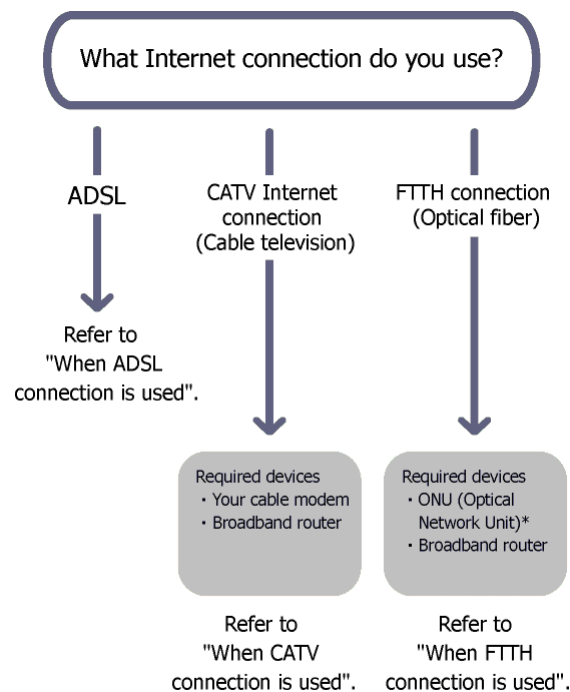 What Internet connection do you use?
ADSL
Refer to
"When ADSL
connection is used".
CATV Internet
connection
(Cable television)
Required devices
・Your cable modem
・Broadband router
Refer to
"When CATV
connection is used".
FTTH connection
(Optical fiber)
Required devices
・ONU (Optical
Network Unit)*
・Broadband router
Refer to
"When FTTH
connection is used".